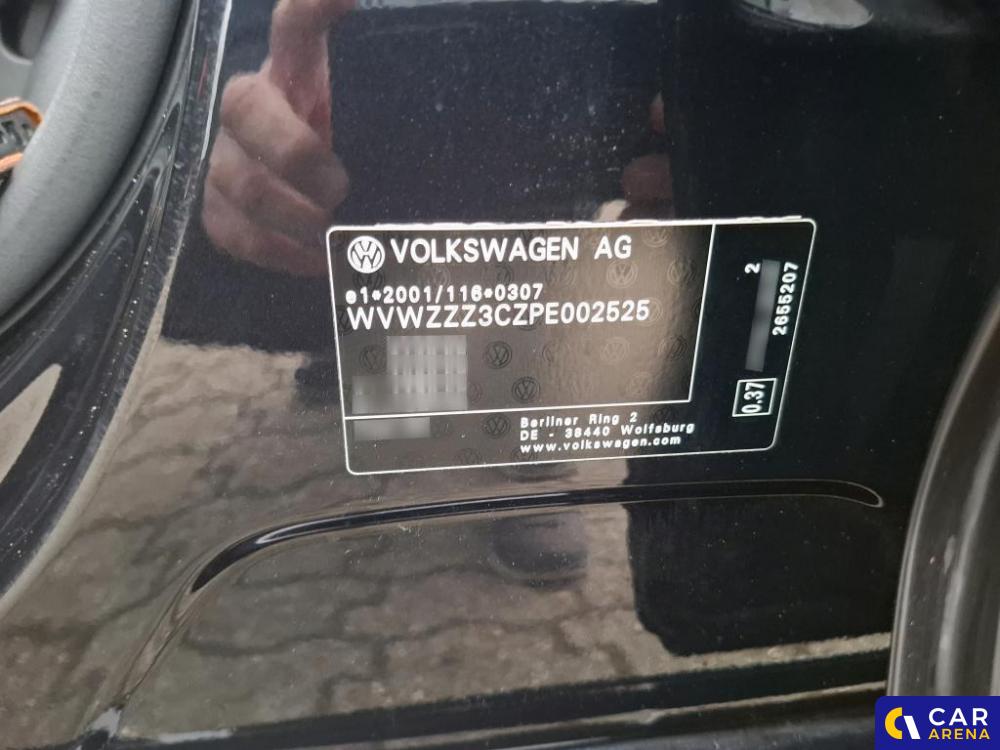 VOLKSWAGEN AG
e1*2001/116*0307
WVWZZZ3CZPE002525
Berliner Ring 2
DE - 38440 Wolfsburg
www.volkswagen.com
2
2655207
0.37
CAR
ARENA